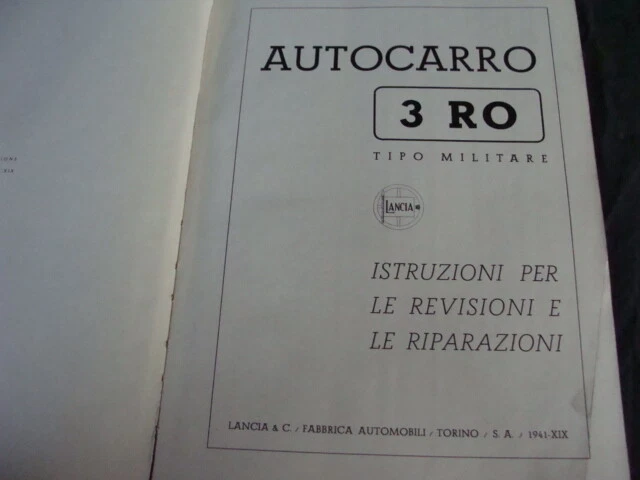 AUTOCARRO
3 RO
TIPO MILITARE
LANCIA
ISTRUZIONI PER
LE REVISIONI E
LE RIPARAZIONI
LANCIA & C. / FABBRICA AUTOMOBILI / TORINO / S. A. / 1941-XIX